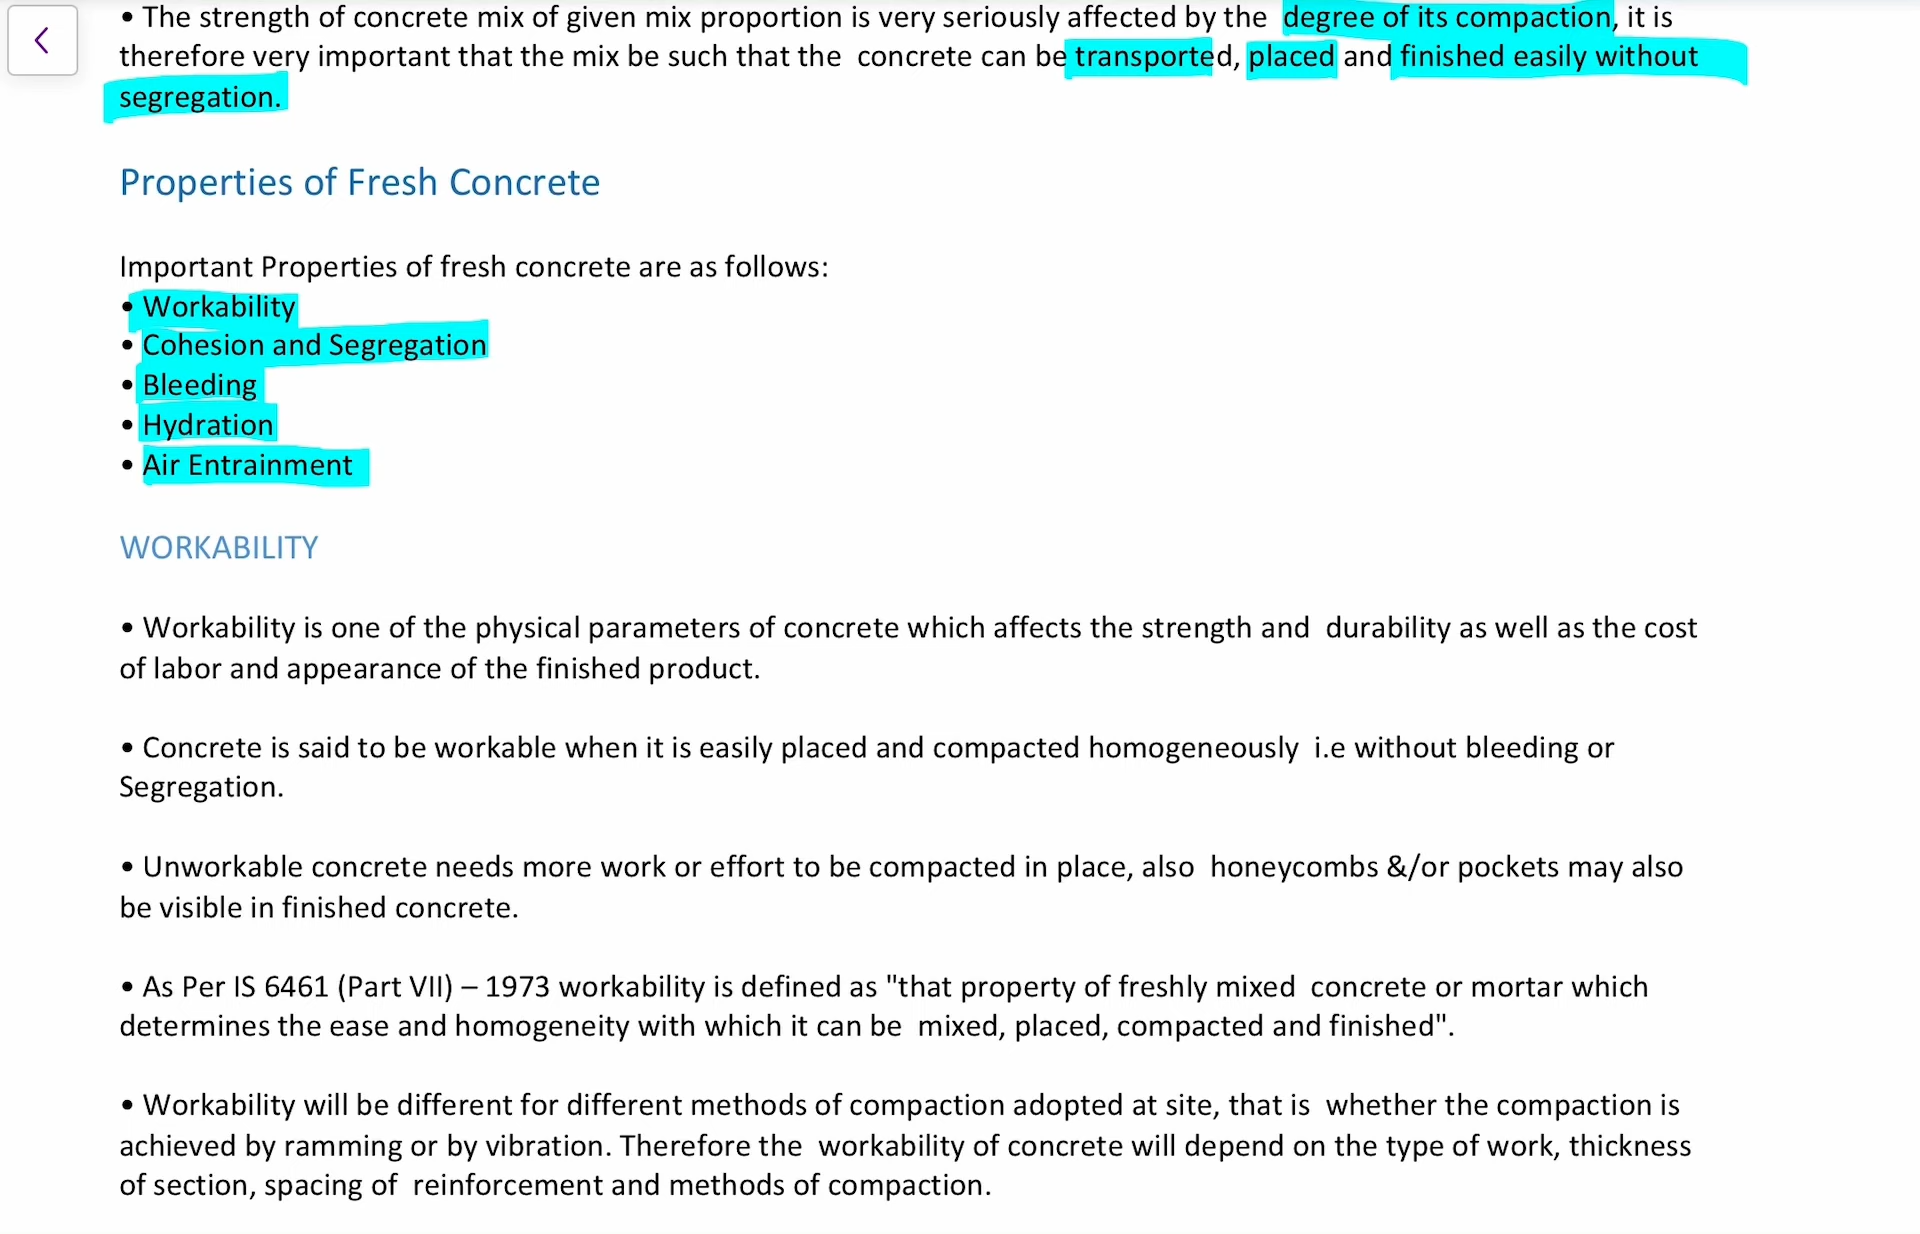 • The strength of concrete mix of given mix proportion is very seriously affected by the degree of its compaction, it is
therefore very important that the mix be such that the concrete can be transported, placed and finished easily without
segregation.
Properties of Fresh Concrete
Important Properties of fresh concrete are as follows:
• Workability
• Cohesion and Segregation
• Bleeding
• Hydration
• Air Entrainment
WORKABILITY
• Workability is one of the physical parameters of concrete which affects the strength and durability as well as the cost
of labor and appearance of the finished product.
• Concrete is said to be workable when it is easily placed and compacted homogeneously i.e without bleeding or
Segregation.
• Unworkable concrete needs more work or effort to be compacted in place, also honeycombs &/or pockets may also
be visible in finished concrete.
• As Per IS 6461 (Part VII) – 1973 workability is defined as "that property of freshly mixed concrete or mortar which
determines the ease and homogeneity with which it can be mixed, placed, compacted and finished".
• Workability will be different for different methods of compaction adopted at site, that is whether the compaction is
achieved by ramming or by vibration. Therefore the workability of concrete will depend on the type of work, thickness
of section, spacing of reinforcement and methods of compaction.